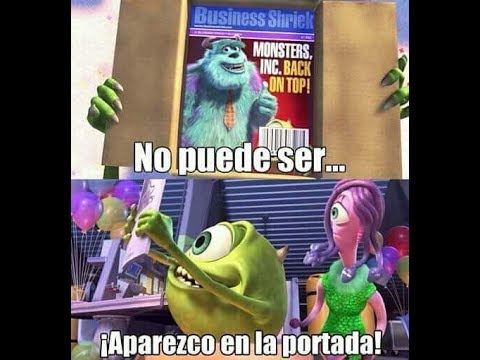 Business Shriek
MONSTERS,
INC. BACK
ON TOP!
No puede ser...
¡Aparezco en la portada!